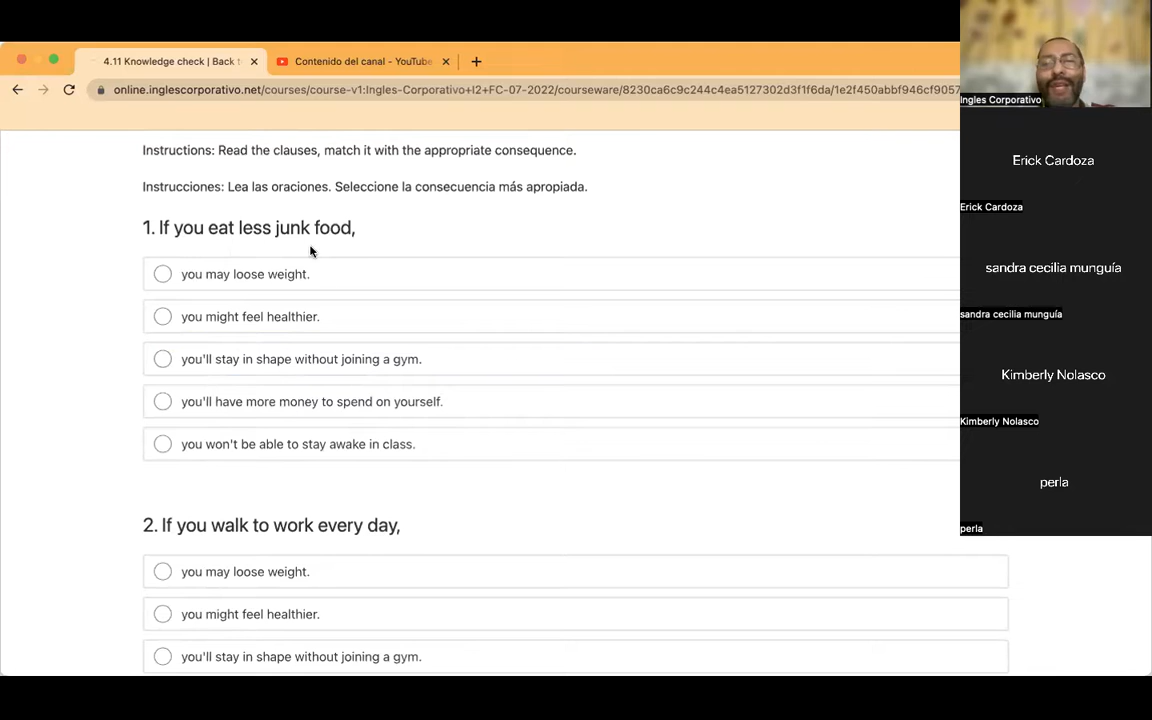 4.11 Knowledge check | Back t
Contenido del canal - YouTube
online.inglescorporativo.net/courses/course-v1:Ingles-Corporativo+I2+FC-07-2022/courseware/8230ca6c9c244c4ea5127302d3f1f6da/1e2f450abbf946cf9057
Instructions: Read the clauses, match it with the appropriate consequence.
Instrucciones: Lea las oraciones. Seleccione la consecuencia más apropiada.
1. If you eat less junk food,
you may loose weight.
you might feel healthier.
you'll stay in shape without joining a gym.
you'll have more money to spend on yourself.
you won't be able to stay awake in class.
2. If you walk to work every day,
you may loose weight.
you might feel healthier.
you'll stay in shape without joining a gym.
Ingles Corporativo
Erick Cardoza
Erick Cardoza
sandra cecilia munguía
sandra cecilia munguía
Kimberly Nolasco
Kimberly Nolasco
perla
perla